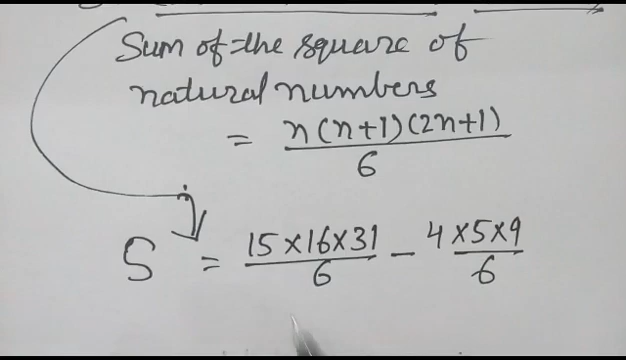 Sum of the square of
natural numbers
= n(n+1)(2n+1)/6
S = 15×16×31/6 - 4×5×9/6